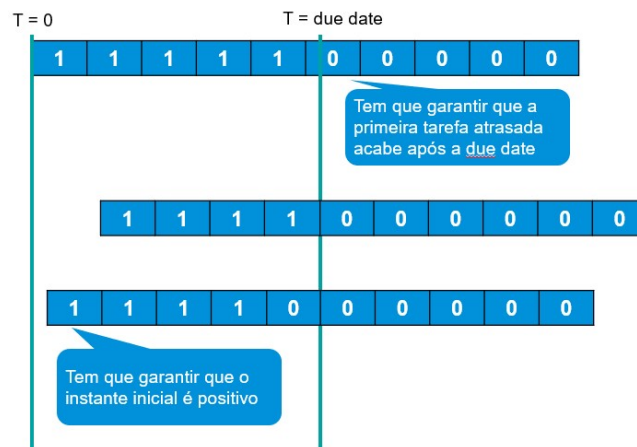 T = 0
T = due date
1 1 1 1 1 0 0 0 0 0
Tem que garantir que a
primeira tarefa atrasada
acabe após a due date
1 1 1 1 0 0 0 0 0 0
1 1 1 1 0 0 0 0 0 0
Tem que garantir que o
instante inicial é positivo